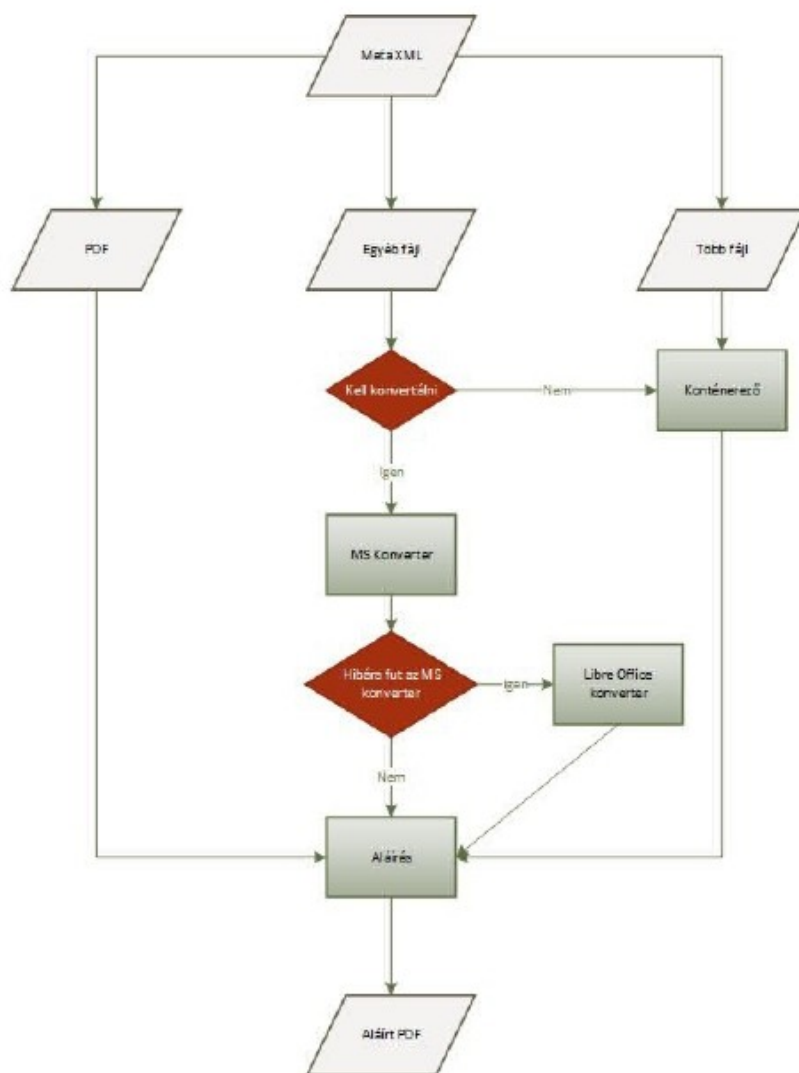 Meta XML
PDF
Egyéb fájl
Több fájl
Kell konvertálni
Nem
Konténerező
Igen
MS Konverter
Hibára fut az MS
konverter
Igen
Libre Office
konverter
Nem
Aláírás
Aláírt PDF